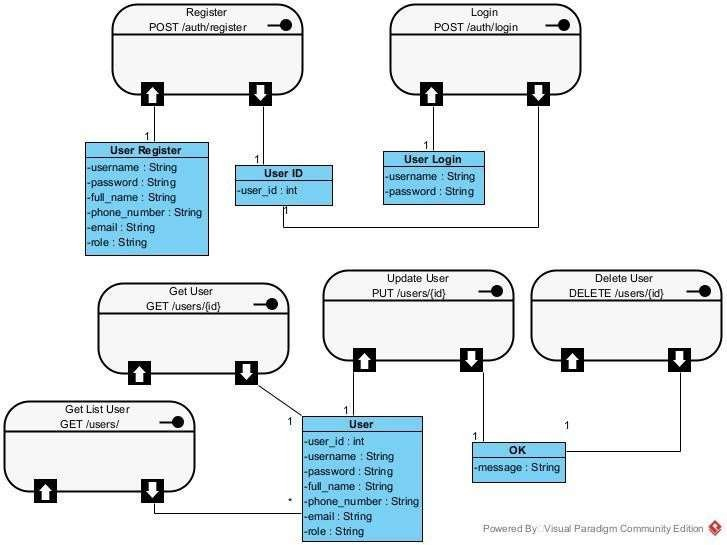 Register
POST /auth/register
Login
POST /auth/login
1
1
1
User Register
-username : String
-password : String
-full_name : String
-phone_number : String
-email : String
-role : String
User ID
-user_id : int
1
User Login
-username : String
-password : String
Get User
GET /users/{id}
Update User
PUT /users/{id}
Delete User
DELETE /users/{id}
Get List User
GET /users/
1
1
1
1
*
User
-user_id : int
-username : String
-password : String
-full_name : String
-phone_number : String
-email : String
-role : String
OK
-message : String
Powered By: Visual Paradigm Community Edition